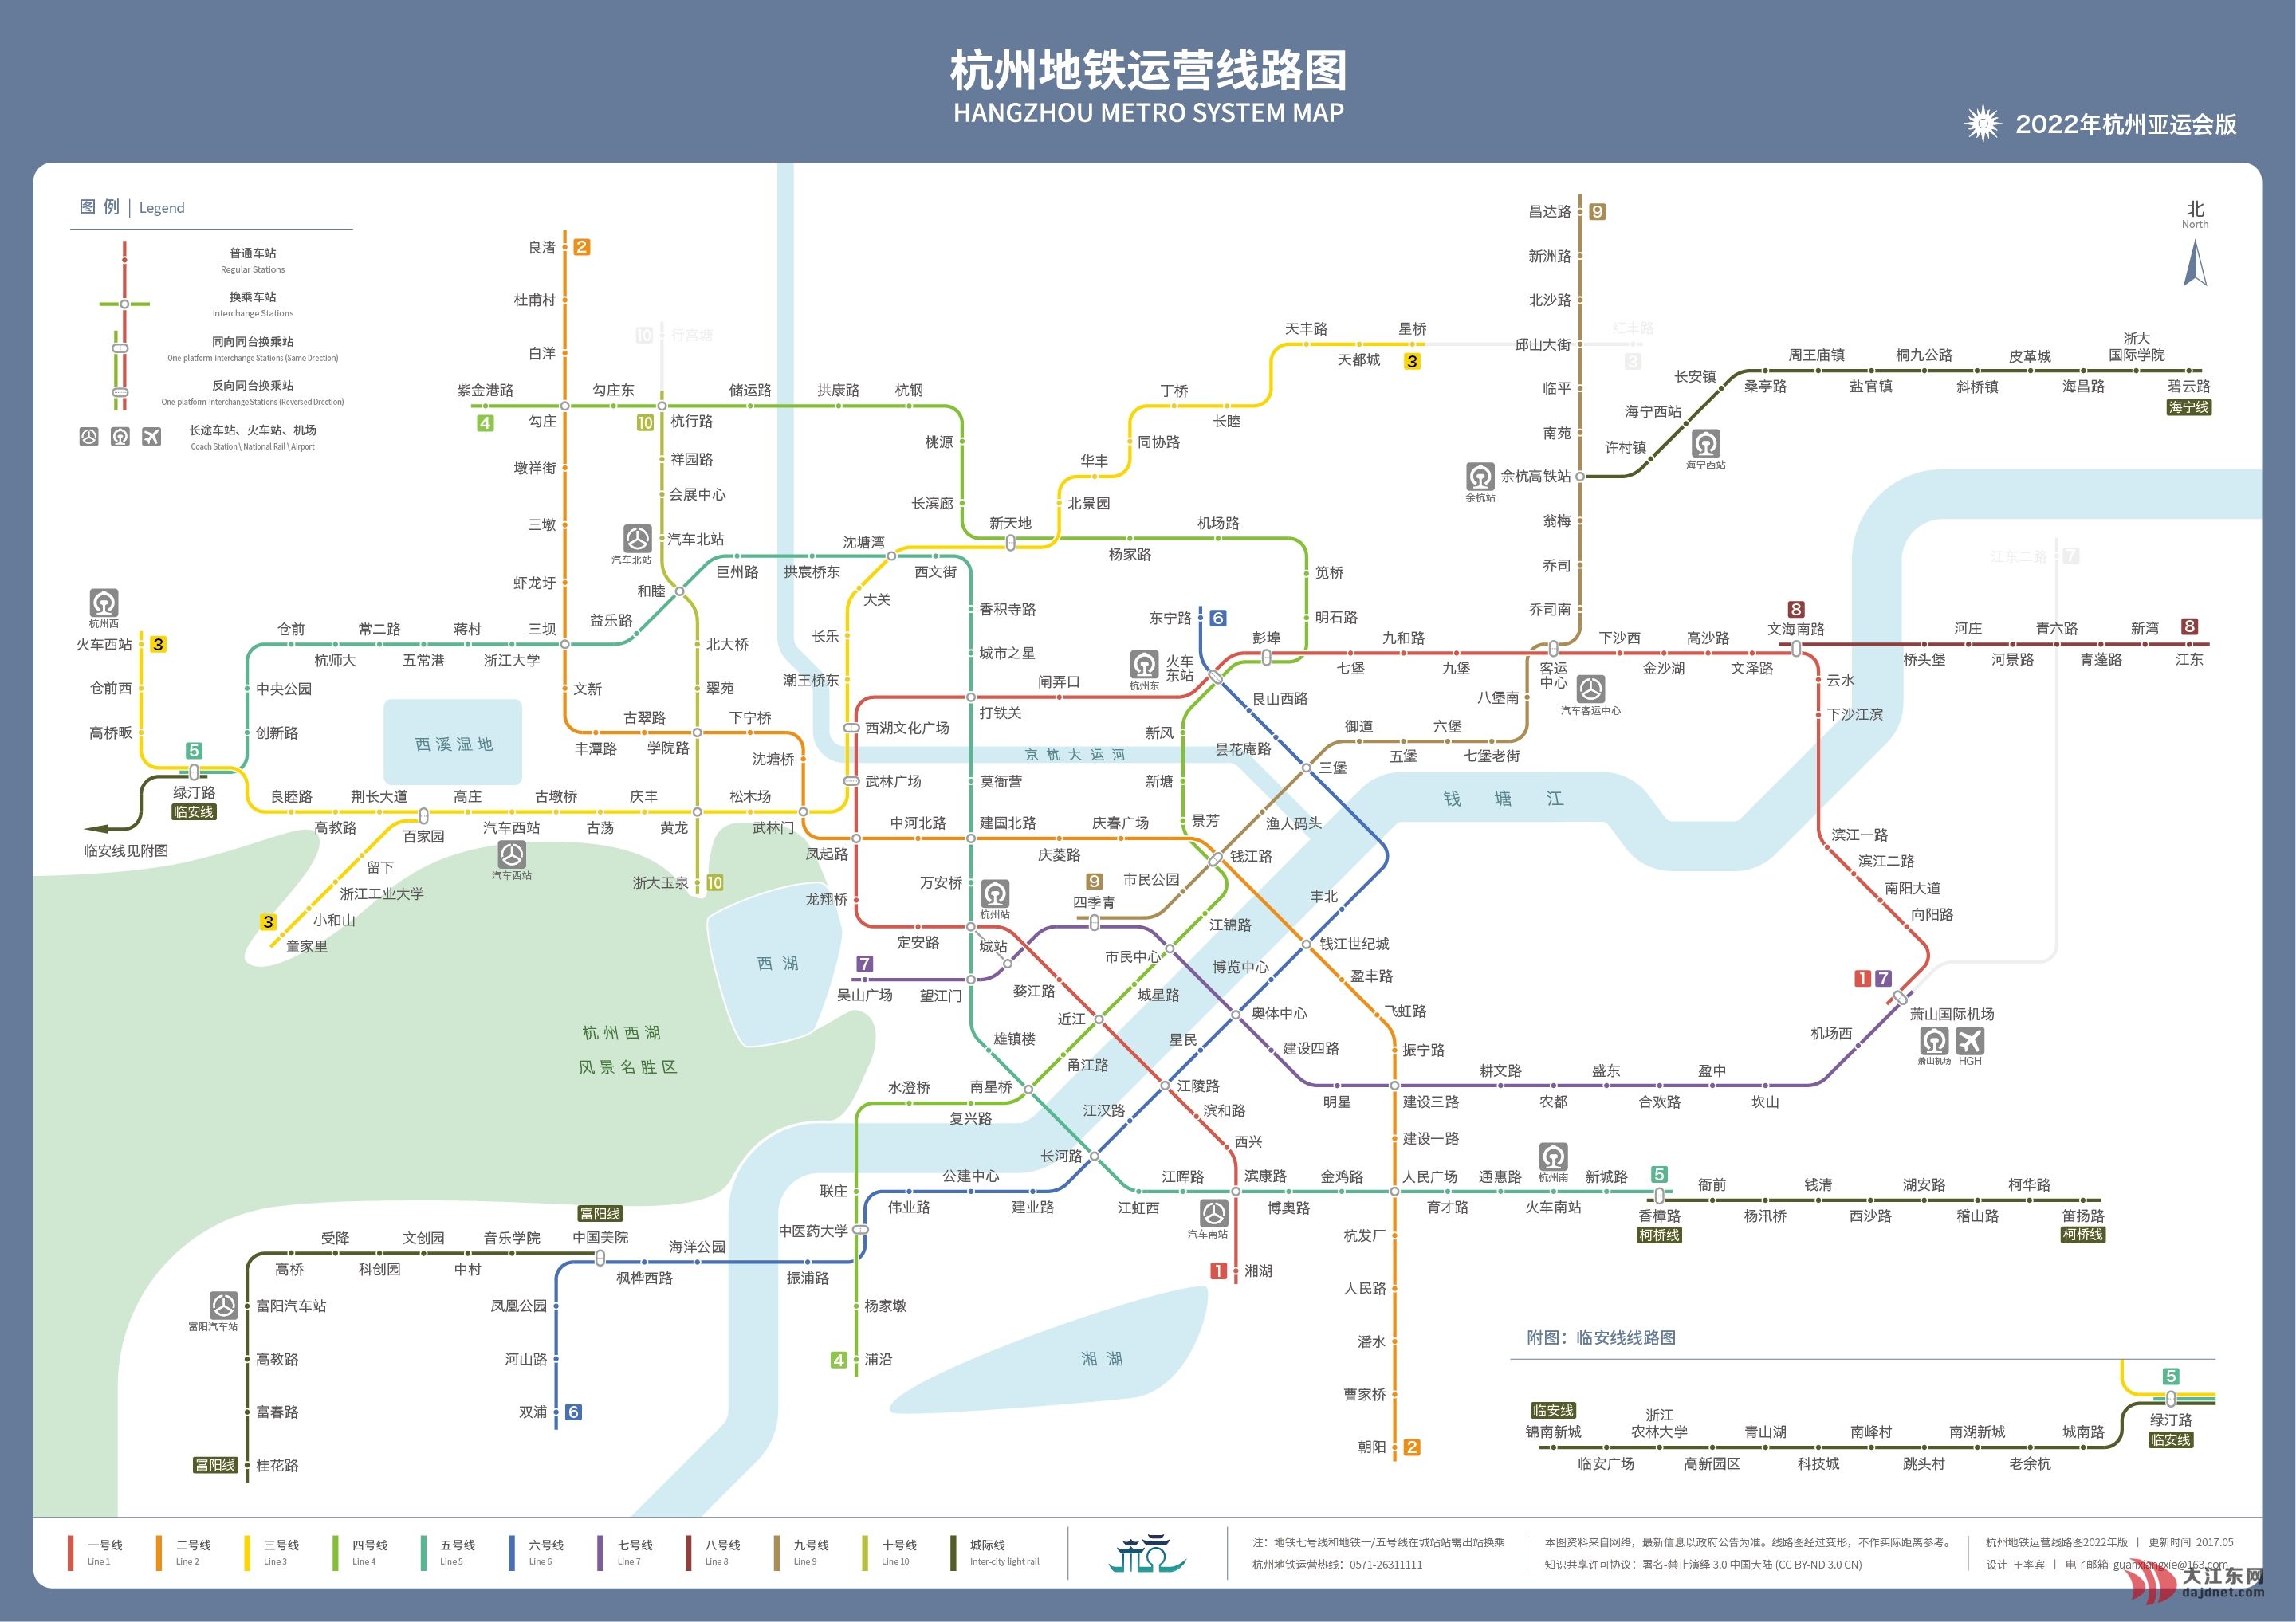 杭州地铁运营线路图
HANGZHOU METRO SYSTEM MAP
2022年杭州亚运会版
图 例 | Legend
普通车站
Regular Stations
换乘车站
Interchange Stations
同向同台换乘站
One-platform-Interchange Stations (Same Direction)
反向同台换乘站
One-platform-Interchange Stations (Reversed Direction)
长途车站、火车站、机场
Coach Station \ National Rail \ Airport
北
North
良渚
2
杜甫村
白洋
10
行宫塘
紫金港路
4
勾庄
勾庄东
杭行路
10
储运路
拱康路
杭钢
墩祥街
祥园路
会展中心
三墩
汽车北站
汽车北站
虾龙圩
和睦
桃源
长滨廊
新天地
沈塘湾
巨州路
拱宸桥东
西文街
大关
益乐路
长乐
潮王桥东
天丰路
天都城
星桥
3
红丰路
3
丁桥
长睦
同协路
华丰
北景园
机场路
杨家路
笕桥
明石路
昌达路
9
新洲路
北沙路
邱山大街
临平
南苑
余杭高铁站
余杭站
翁梅
乔司
乔司南
许村镇
海宁西站
海宁西站
长安镇
桑亭路
周王庙镇
盐官镇
桐九公路
斜桥镇
皮革城
海昌路
浙大
国际学院
碧云路
海宁线
江东二路
7
杭州西
火车西站
3
仓前西
高桥畈
5
绿汀路
临安线
临安线见附图
仓前
杭师大
常二路
五常港
蒋村
浙江大学
三坝
中央公园
创新路
西溪湿地
文新
丰潭路
古翠路
学院路
下宁桥
沈塘桥
北大桥
翠苑
良睦路
高教路
荆长大道
百家园
高庄
汽车西站
汽车西站
古墩桥
古荡
庆丰
黄龙
松木场
武林门
留下
浙江工业大学
小和山
3
童家里
浙大玉泉
10
香积寺路
城市之星
打铁关
闸弄口
西湖文化广场
武林广场
莫衙营
京杭大运河
东宁路
6
火车
东站
杭州东
彭埠
七堡
九和路
九堡
客运
中心
汽车客运中心
下沙西
金沙湖
高沙路
文泽路
8
文海南路
桥头堡
河庄
河景路
青六路
青蓬路
新湾
8
江东
云水
下沙江滨
艮山西路
昙花庵路
新风
新塘
景芳
三堡
御道
五堡
六堡
七堡老街
八堡南
渔人码头
钱塘江
钱江路
凤起路
中河北路
建国北路
庆菱路
庆春广场
龙翔桥
万安桥
杭州站
定安路
城站
9
四季青
市民公园
江锦路
市民中心
7
吴山广场
望江门
婺江路
城星路
近江
甬江路
雄镇楼
南星桥
水澄桥
复兴路
西湖
杭州西湖
风景名胜区
丰北
钱江世纪城
博览中心
盈丰路
飞虹路
奥体中心
建设四路
星民
振宁路
江陵路
江汉路
滨和路
西兴
长河路
明星
建设三路
耕文路
农都
盛东
合欢路
盈中
坎山
机场西
滨江一路
滨江二路
南阳大道
向阳路
1 7
萧山国际机场
萧山机场
HGH
建设一路
联庄
中医药大学
伟业路
公建中心
建业路
江虹西
江晖路
滨康路
汽车南站
博奥路
金鸡路
人民广场
育才路
通惠路
杭州南
火车南站
新城路
5
香樟路
柯桥线
衙前
杨汛桥
钱清
西沙路
湖安路
稽山路
柯华路
笛扬路
柯桥线
1
湘湖
杭发厂
人民路
潘水
曹家桥
朝阳
2
富阳线
中国美院
枫桦西路
海洋公园
振浦路
杨家墩
4
浦沿
湘湖
高桥
受降
科创园
文创园
中村
音乐学院
富阳汽车站
富阳汽车站
高教路
富春路
富阳线
桂花路
凤凰公园
河山路
双浦
6
附图：临安线线路图
临安线
锦南新城
临安广场
浙江
农林大学
高新园区
青山湖
科技城
南峰村
跳头村
南湖新城
老余杭
城南路
5
绿汀路
临安线
一号线
Line 1
二号线
Line 2
三号线
Line 3
四号线
Line 4
五号线
Line 5
六号线
Line 6
七号线
Line 7
八号线
Line 8
九号线
Line 9
十号线
Line 10
城际线
Inter-city light rail
注：地铁七号线和地铁一/五号线在城站站需出站换乘
杭州地铁运营热线：0571-26311111
本图资料来自网络，最新信息以政府公告为准。线路图经过变形，不作实际距离参考。
知识共享许可协议：署名-禁止演绎 3.0 中国大陆 (CC BY-ND 3.0 CN)
杭州地铁运营线路图2022年版 | 更新时间 2017.05
设计 王率宾 | 电子邮箱 guanxiangxie@163.com
大江东网
dajdnet.com